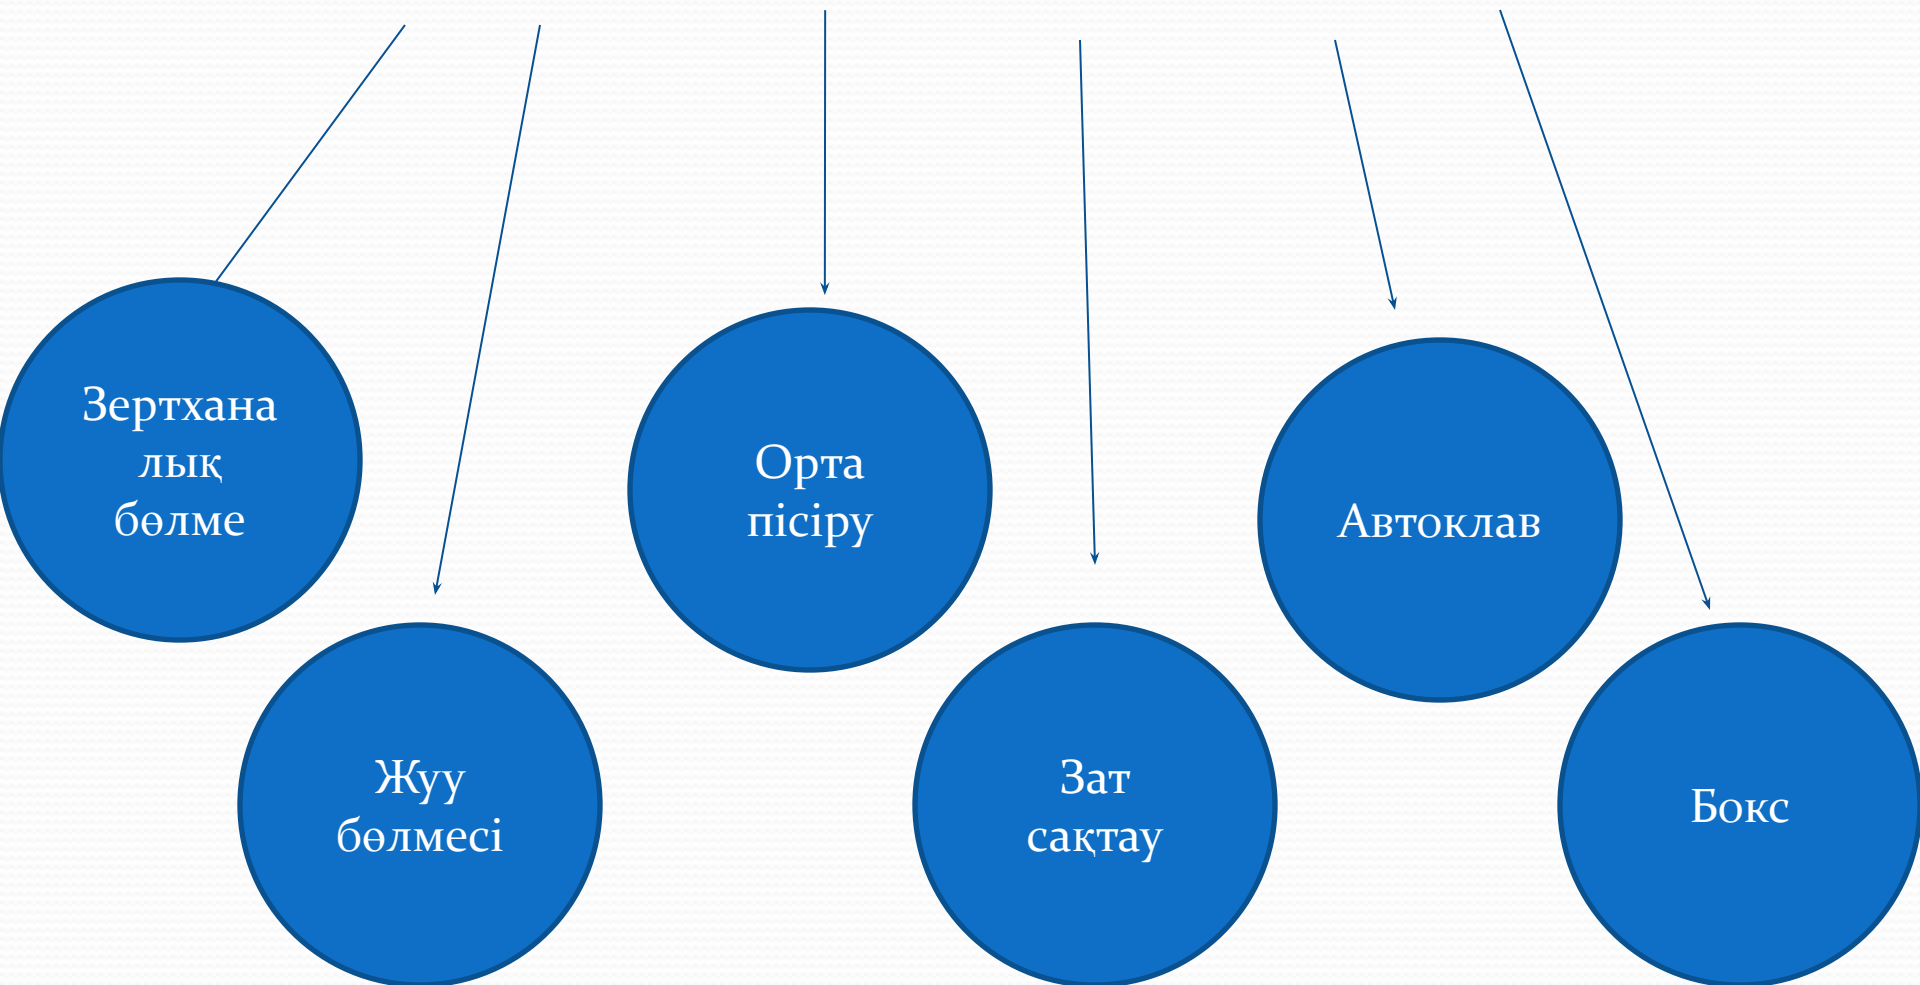 Зертхана
лық
бөлме
Жуу
бөлмесі
Орта
пісіру
Зат
сақтау
Автоклав
Бокс